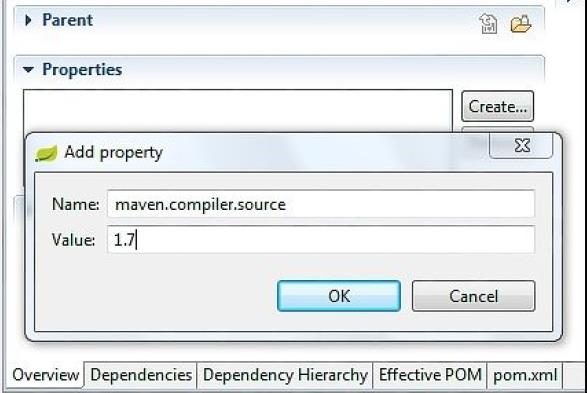 Parent
Properties
Create...
Add property
Name: maven.compiler.source
Value: 1.7
OK Cancel
Overview Dependencies Dependency Hierarchy Effective POM pom.xml